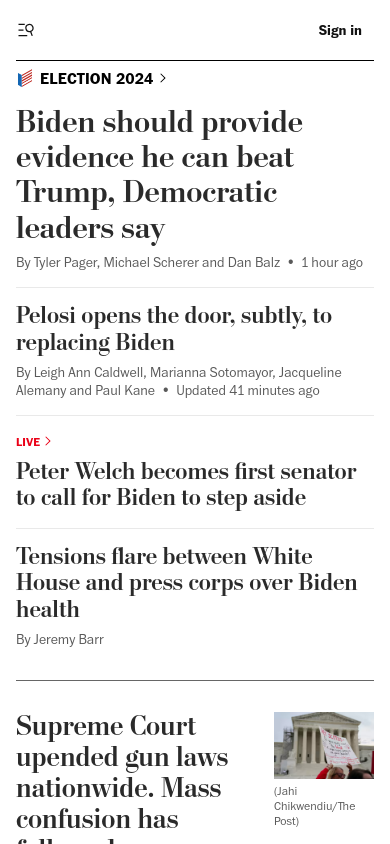 Sign in
ELECTION 2024
Biden should provide
evidence he can beat
Trump, Democratic
leaders say
By Tyler Pager, Michael Scherer and Dan Balz • 1 hour ago
Pelosi opens the door, subtly, to
replacing Biden
By Leigh Ann Caldwell, Marianna Sotomayor, Jacqueline
Alemany and Paul Kane • Updated 41 minutes ago
LIVE
Peter Welch becomes first senator
to call for Biden to step aside
Tensions flare between White
House and press corps over Biden
health
By Jeremy Barr
Supreme Court
upended gun laws
nationwide. Mass
confusion has
(Jahi
Chikwendiu/The
Post)